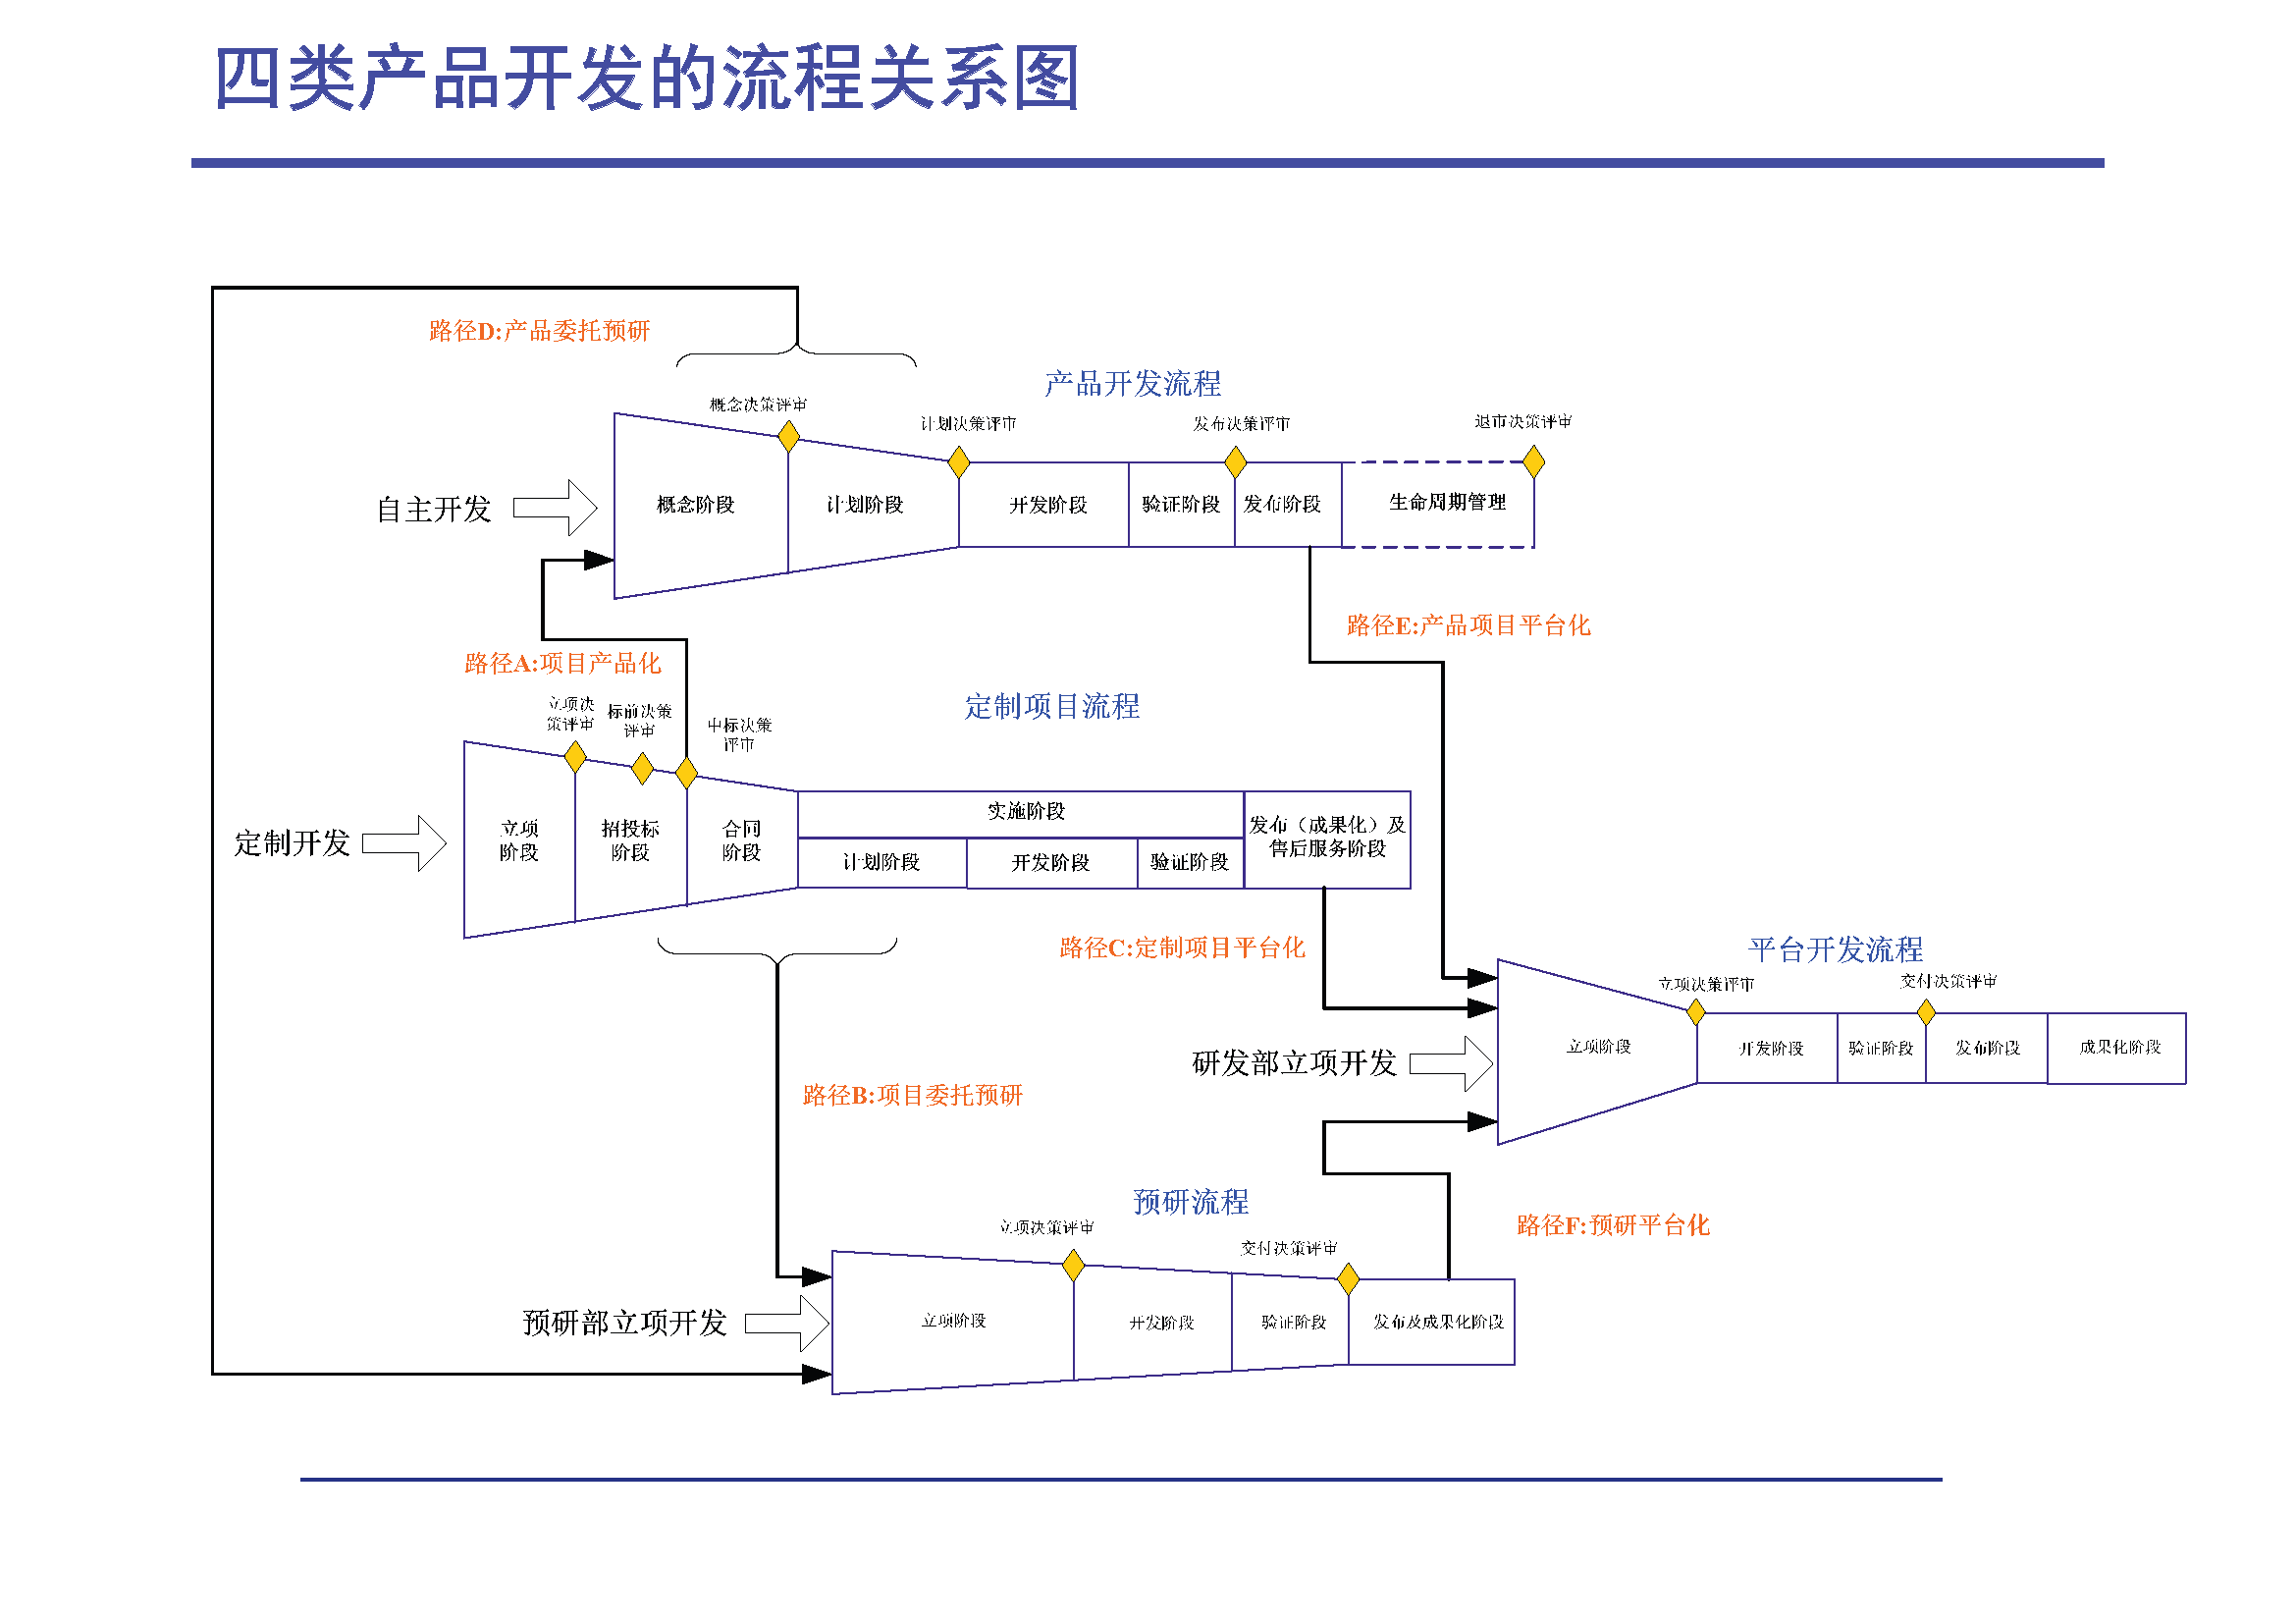 四类产品开发的流程关系图
路径D:产品委托预研
产品开发流程
概念决策评审
计划决策评审
发布决策评审
退市决策评审
自主开发
概念阶段
计划阶段
开发阶段
验证阶段
发布阶段
生命周期管理
路径E:产品项目平台化
路径A:项目产品化
定制项目流程
立项决
策评审
标前决策
评审
中标决策
评审
定制开发
立项
阶段
招投标
阶段
合同
阶段
实施阶段
计划阶段
开发阶段
验证阶段
发布（成果化）及
售后服务阶段
路径C:定制项目平台化
平台开发流程
立项决策评审
交付决策评审
研发部立项开发
立项阶段
开发阶段
验证阶段
发布阶段
成果化阶段
路径B:项目委托预研
预研流程
路径F:预研平台化
立项决策评审
交付决策评审
预研部立项开发
立项阶段
开发阶段
验证阶段
发布及成果化阶段